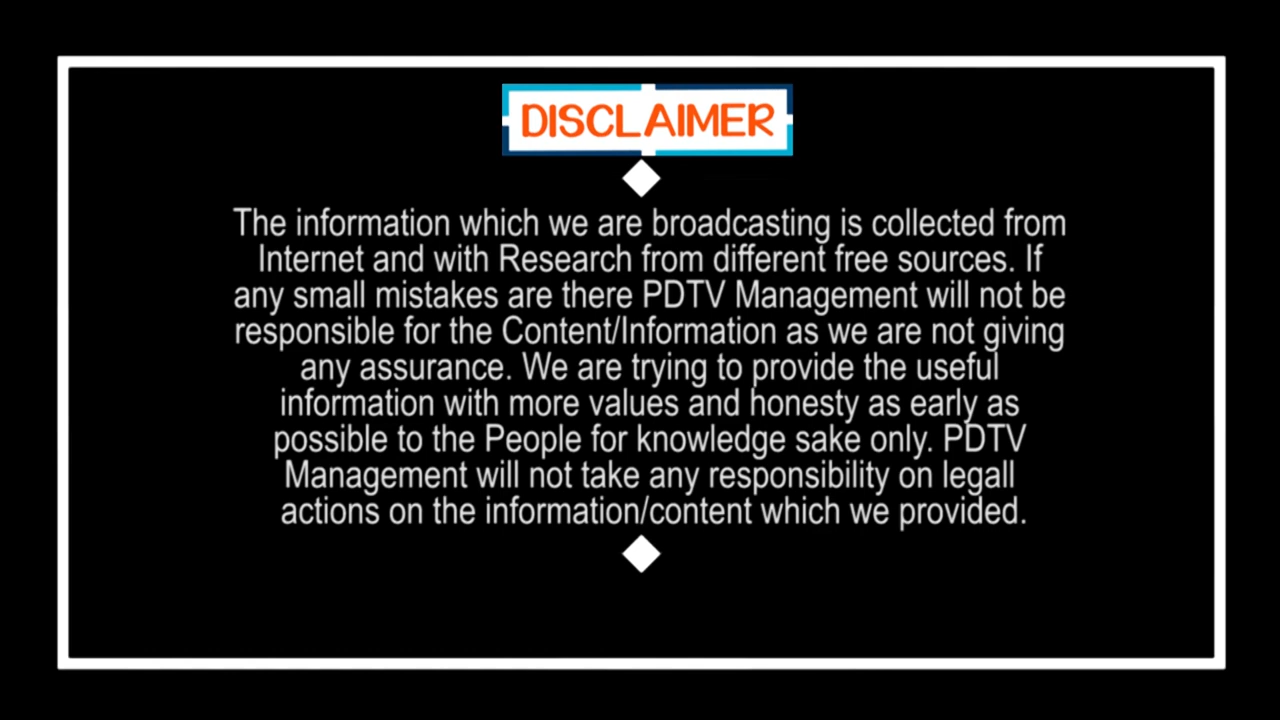 DISCLAIMER
The information which we are broadcasting is collected from
Internet and with Research from different free sources. If
any small mistakes are there PDTV Management will not be
responsible for the Content/Information as we are not giving
any assurance. We are trying to provide the useful
information with more values and honesty as early as
possible to the People for knowledge sake only. PDTV
Management will not take any responsibility on legall
actions on the information/content which we provided.